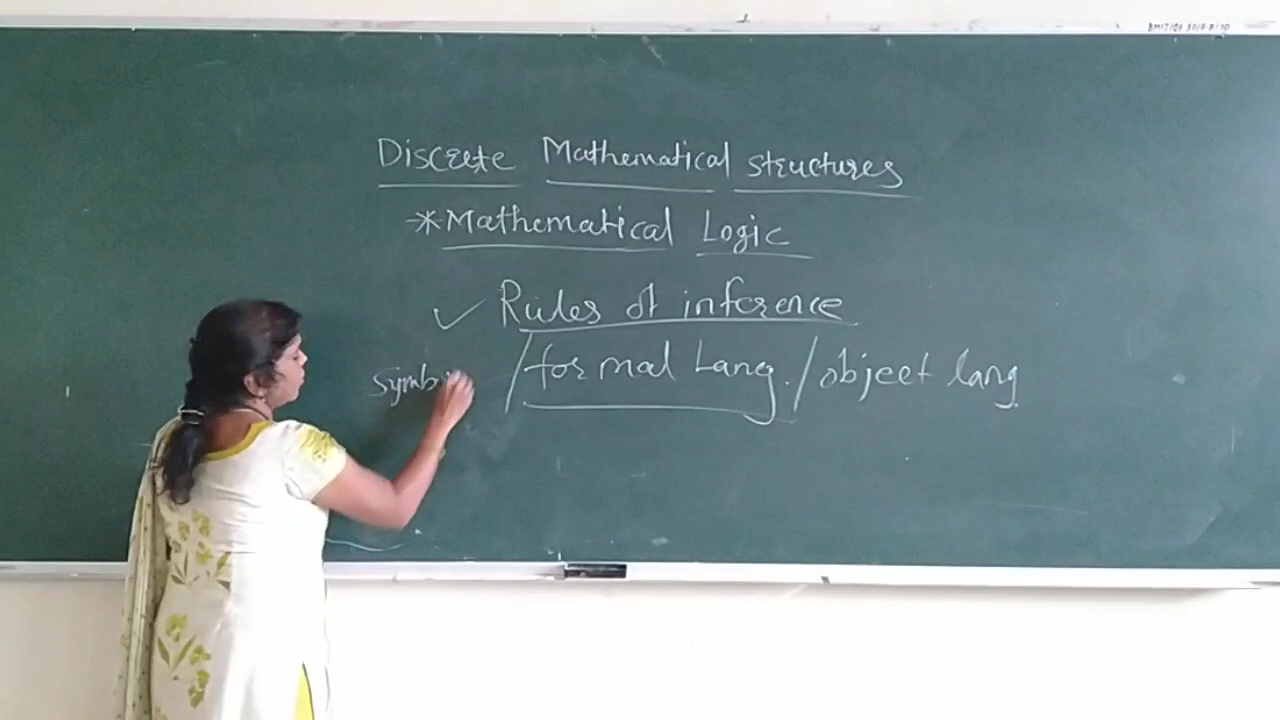 Discrete Mathematical structures
*Mathematical Logic
✓ Rules of inference
symb /formal Lang./object lang